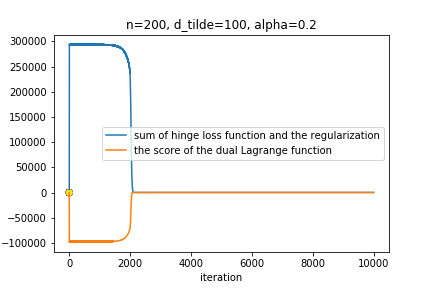 n=200, d_tilde=100, alpha=0.2
300000
250000
200000
150000
100000
50000
0
−50000
−100000
sum of hinge loss function and the regularization
the score of the dual Lagrange function
0 2000 4000 6000 8000 10000
iteration